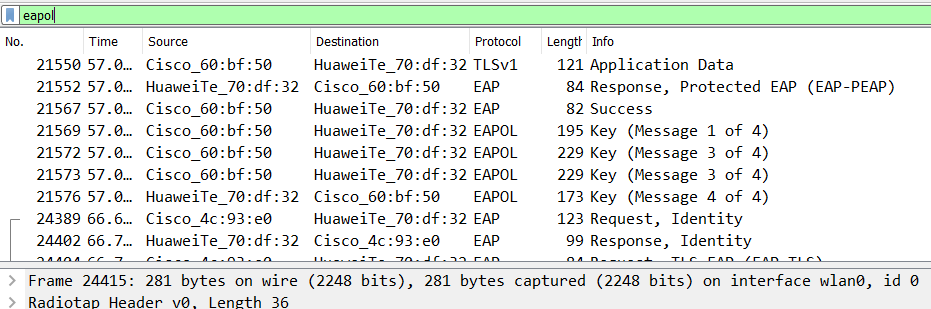 eapol
No. Time Source Destination Protocol Length Info
21550 57.0… Cisco_60:bf:50 HuaweiTe_70:df:32 TLSv1 121 Application Data
21552 57.0… HuaweiTe_70:df:32 Cisco_60:bf:50 EAP 84 Response, Protected EAP (EAP-PEAP)
21567 57.0… Cisco_60:bf:50 HuaweiTe_70:df:32 EAP 82 Success
21569 57.0… Cisco_60:bf:50 HuaweiTe_70:df:32 EAPOL 195 Key (Message 1 of 4)
21572 57.0… Cisco_60:bf:50 HuaweiTe_70:df:32 EAPOL 229 Key (Message 3 of 4)
21573 57.0… Cisco_60:bf:50 HuaweiTe_70:df:32 EAPOL 229 Key (Message 3 of 4)
21576 57.0… HuaweiTe_70:df:32 Cisco_60:bf:50 EAPOL 173 Key (Message 4 of 4)
24389 66.6… Cisco_4c:93:e0 HuaweiTe_70:df:32 EAP 123 Request, Identity
24402 66.7… HuaweiTe_70:df:32 Cisco_4c:93:e0 EAP 99 Response, Identity
Frame 24415: 281 bytes on wire (2248 bits), 281 bytes captured (2248 bits) on interface wlan0, id 0
Radiotap Header v0, Length 36